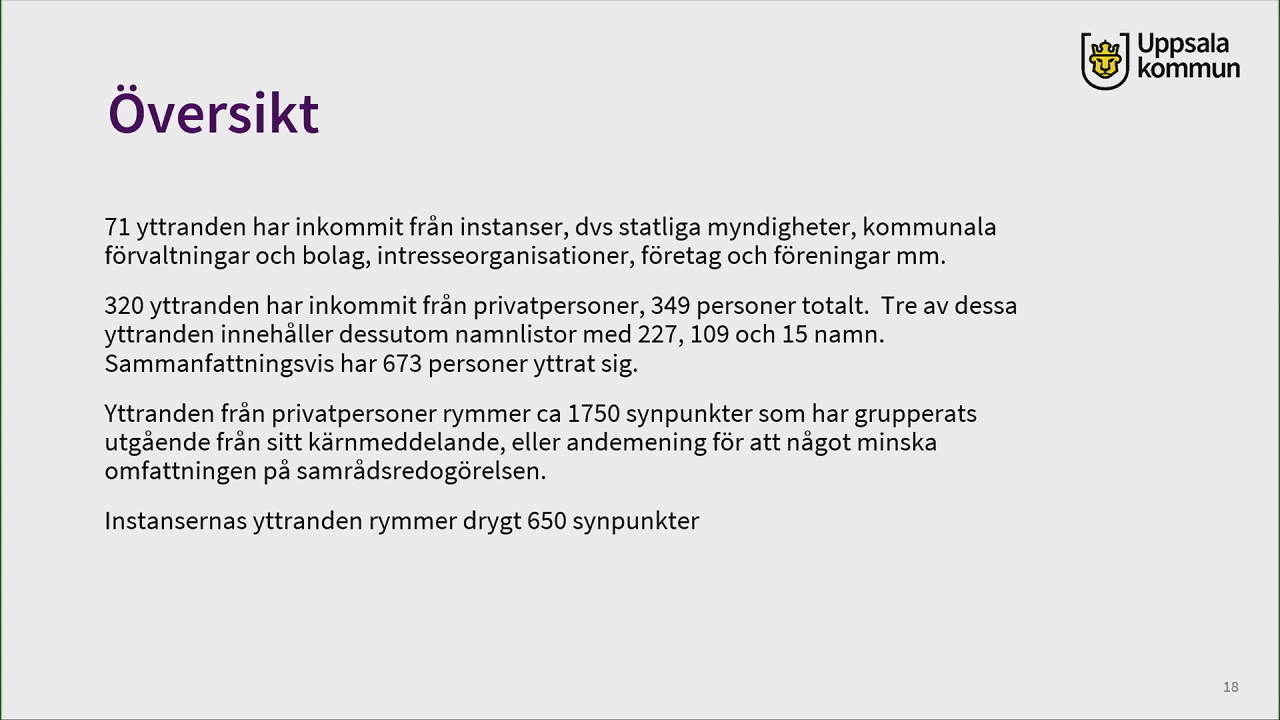 Uppsala
kommun
Översikt
71 yttranden har inkommit från instanser, dvs statliga myndigheter, kommunala
förvaltningar och bolag, intresseorganisationer, företag och föreningar mm.
320 yttranden har inkommit från privatpersoner, 349 personer totalt.  Tre av dessa
yttranden innehåller dessutom namnlistor med 227, 109 och 15 namn.
Sammanfattningsvis har 673 personer yttrat sig.
Yttranden från privatpersoner rymmer ca 1750 synpunkter som har grupperats
utgående från sitt kärnmeddelande, eller andemening för att något minska
omfattningen på samrådsredogörelsen.
Instansernas yttranden rymmer drygt 650 synpunkter
18